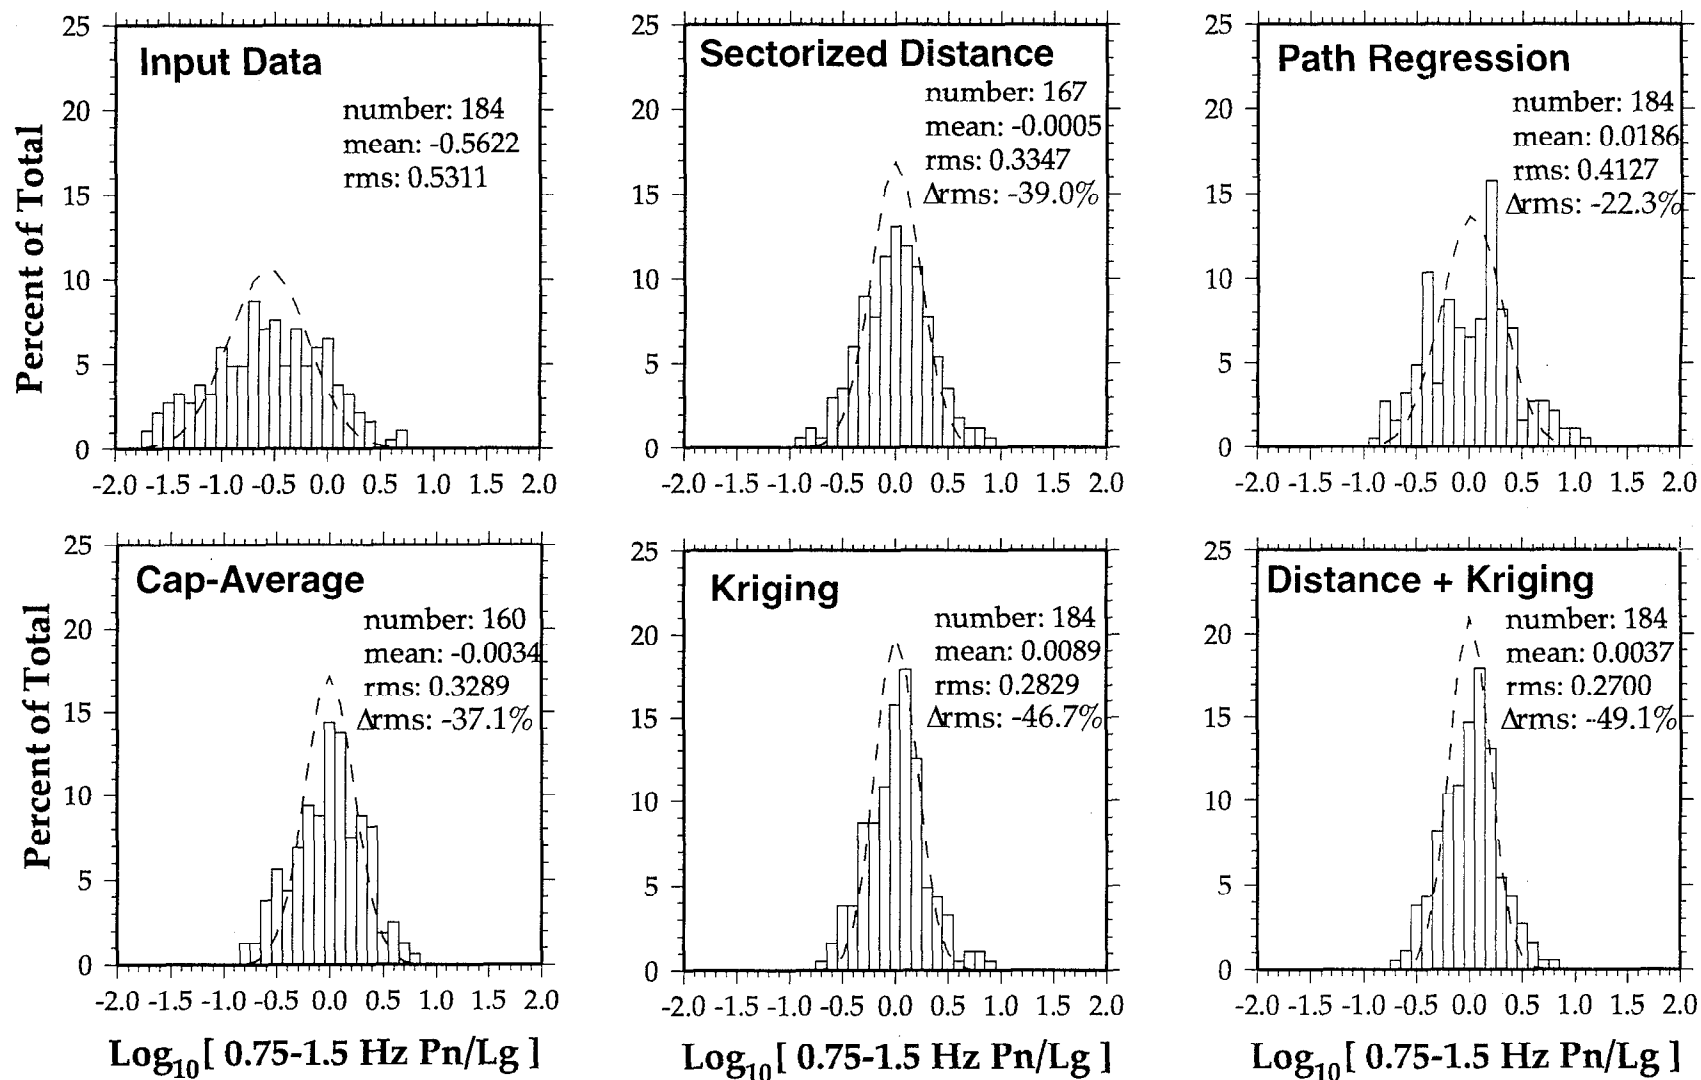 Input Data
number: 184
mean: -0.5622
rms: 0.5311
Percent of Total
25
20
15
10
5
0
-2.0 -1.5 -1.0 -0.5 0.0 0.5 1.0 1.5 2.0
Sectorized Distance
number: 167
mean: -0.0005
rms: 0.3347
Δrms: -39.0%
25
20
15
10
5
0
-2.0 -1.5 -1.0 -0.5 0.0 0.5 1.0 1.5 2.0
Path Regression
number: 184
mean: 0.0186
rms: 0.4127
Δrms: -22.3%
25
20
15
10
5
0
-2.0 -1.5 -1.0 -0.5 0.0 0.5 1.0 1.5 2.0
Cap-Average
number: 160
mean: -0.0034
rms: 0.3289
Δrms: -37.1%
Percent of Total
25
20
15
10
5
0
-2.0 -1.5 -1.0 -0.5 0.0 0.5 1.0 1.5 2.0
Log10[ 0.75-1.5 Hz Pn/Lg ]
Kriging
number: 184
mean: 0.0089
rms: 0.2829
Δrms: -46.7%
25
20
15
10
5
0
-2.0 -1.5 -1.0 -0.5 0.0 0.5 1.0 1.5 2.0
Log10[ 0.75-1.5 Hz Pn/Lg ]
Distance + Kriging
number: 184
mean: 0.0037
rms: 0.2700
Δrms: -49.1%
25
20
15
10
5
0
-2.0 -1.5 -1.0 -0.5 0.0 0.5 1.0 1.5 2.0
Log10[ 0.75-1.5 Hz Pn/Lg ]